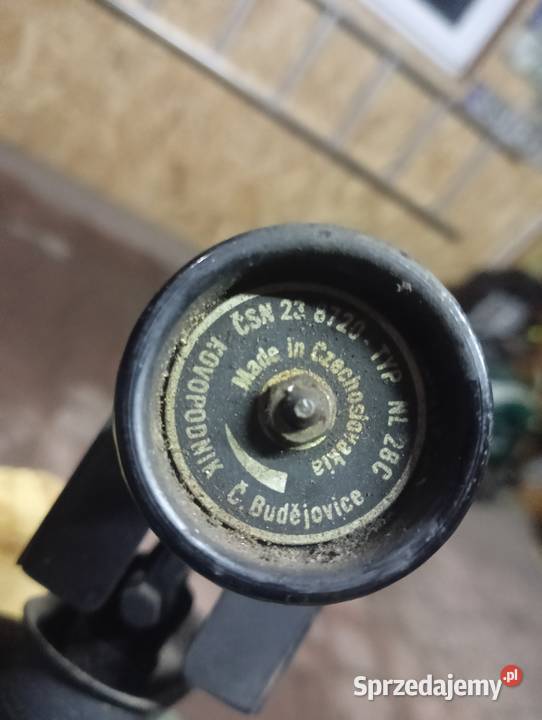 KOVOPODNIK ČSN 23 8720 - TYP NL 28C
Made in Czechoslovakia
Č. Budějovice
Sprzedajemy.pl